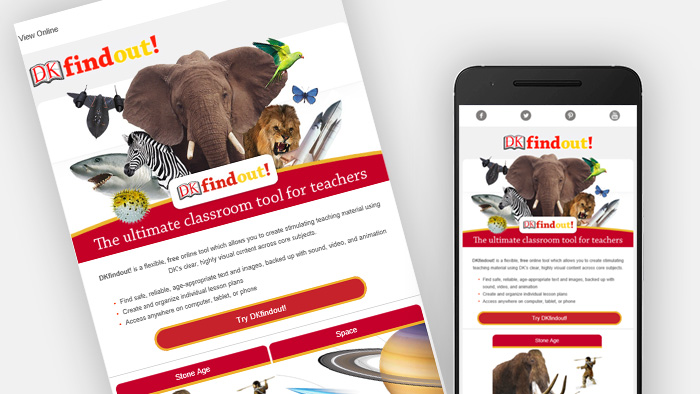 View Online
DK findout!
DK findout!
The ultimate classroom tool for teachers
DKfindout! is a flexible, free online tool which allows you to create stimulating teaching material using
DK's clear, highly visual content across core subjects.
• Find safe, reliable, age-appropriate text and images, backed up with sound, video, and animation
• Create and organize individual lesson plans
• Access anywhere on computer, tablet, or phone
Try DKfindout!
Stone Age
Space
DK findout!
DK findout!
The ultimate classroom tool for teachers
DKfindout! is a flexible, free online tool which allows you to create stimulating
teaching material using DK's clear, highly visual content across core subjects.
• Find safe, reliable, age-appropriate text and images, backed up with
sound, video, and animation
• Create and organize individual lesson plans
• Access anywhere on computer, tablet, or phone
Try DKfindout!
Stone Age